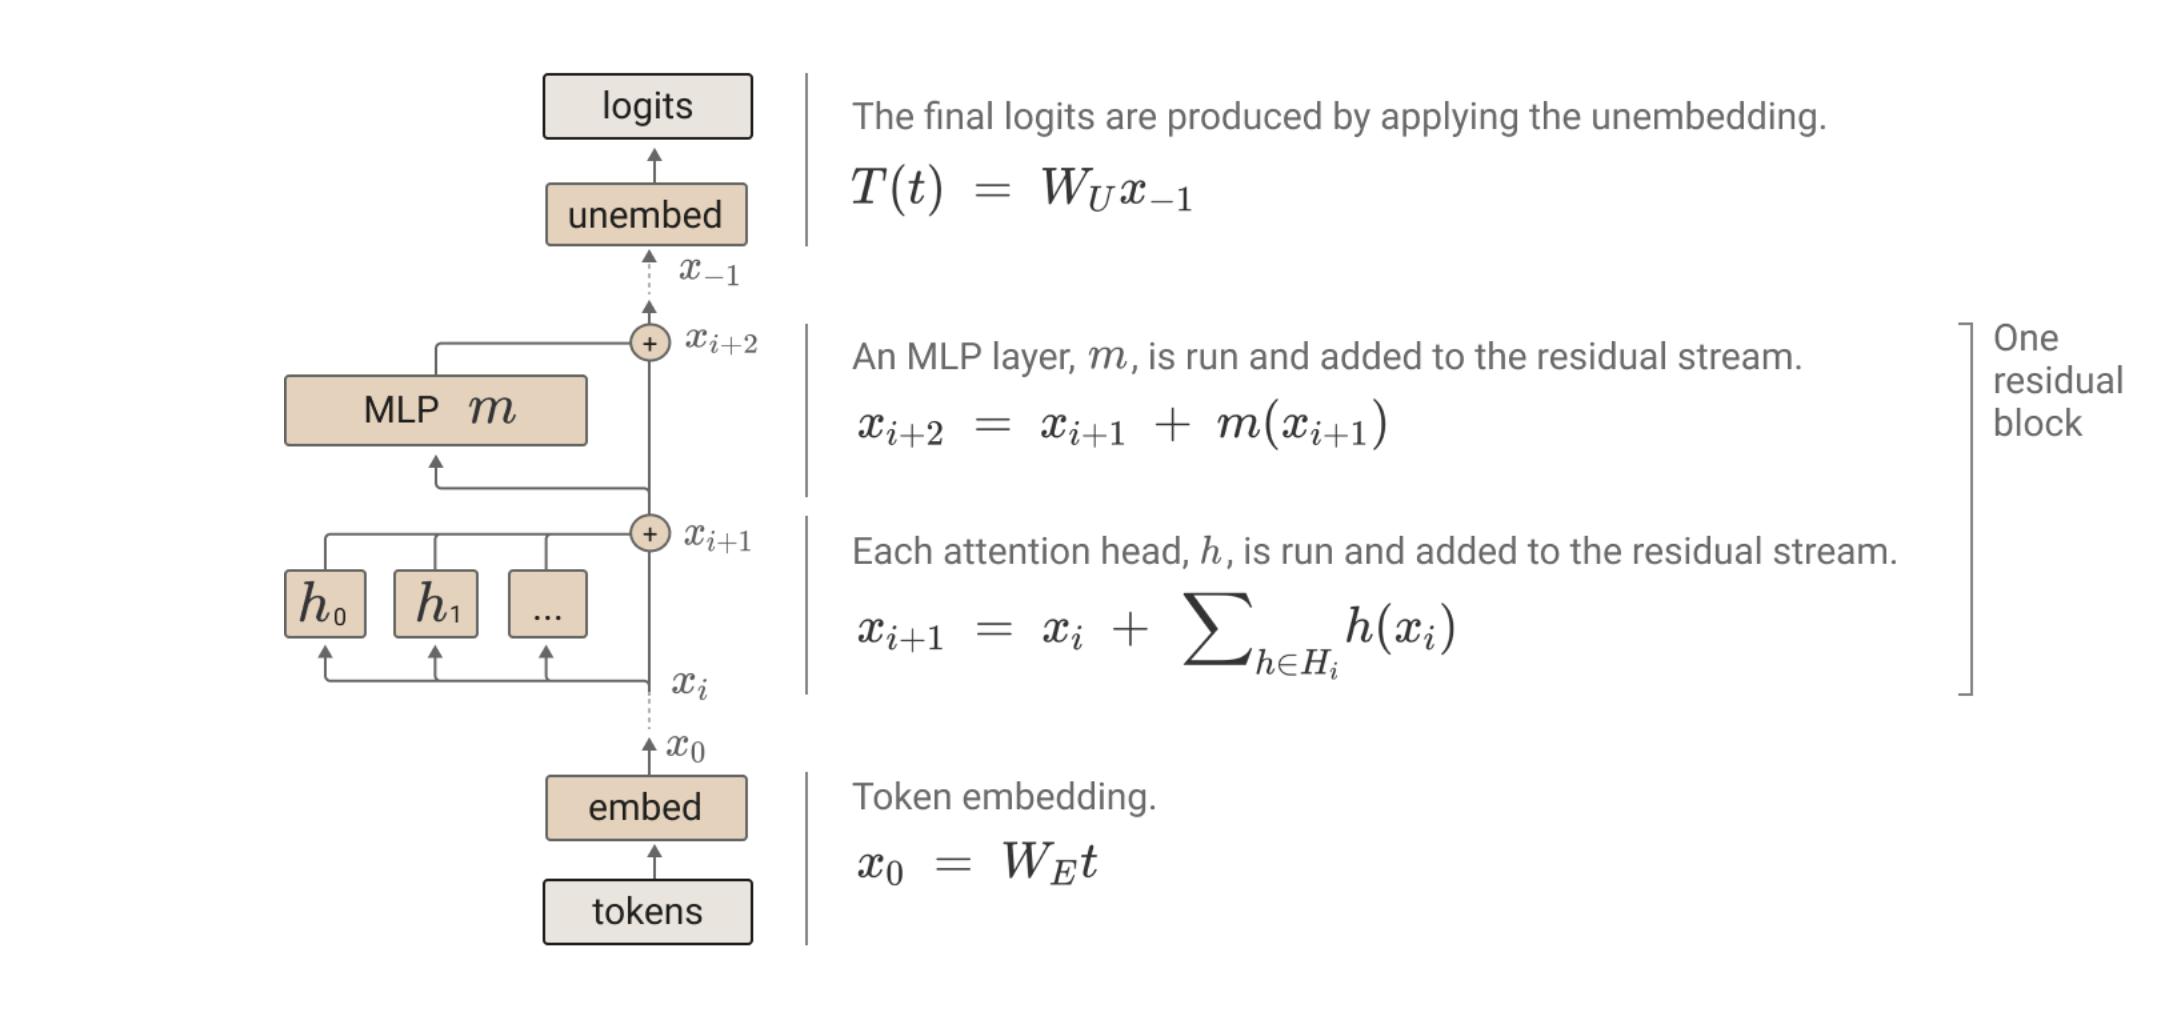 logits
The final logits are produced by applying the unembedding.
T(t) = W_U x_{−1}
unembed
x_{−1}
+
x_{i+2}
An MLP layer, m, is run and added to the residual stream.
x_{i+2} = x_{i+1} + m(x_{i+1})
MLP m
One
residual
block
+
x_{i+1}
Each attention head, h, is run and added to the residual stream.
x_{i+1} = x_i + ∑_{h∈H_i} h(x_i)
h_0 h_1 ...
x_i
x_0
embed
Token embedding.
x_0 = W_E t
tokens